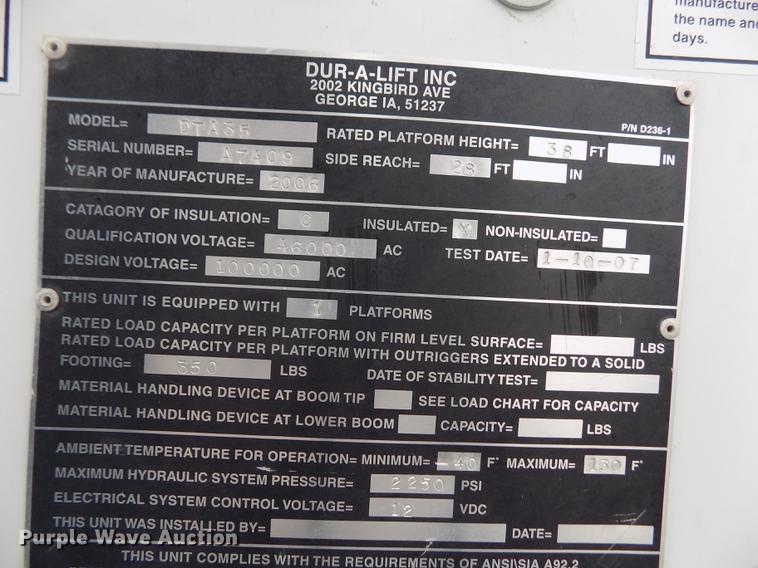 manufacture
the name and
days.
DUR-A-LIFT INC
2002 KINGBIRD AVE
GEORGE IA, 51237
P/N D236-1
MODEL= DTA35 RATED PLATFORM HEIGHT= 38 FT IN
SERIAL NUMBER= A7A09 SIDE REACH= 28 FT IN
YEAR OF MANUFACTURE= 2006
CATAGORY OF INSULATION= C INSULATED= Y NON-INSULATED=
QUALIFICATION VOLTAGE= 46000 AC TEST DATE= 1-10-07
DESIGN VOLTAGE= 100000 AC
THIS UNIT IS EQUIPPED WITH 1 PLATFORMS
RATED LOAD CAPACITY PER PLATFORM ON FIRM LEVEL SURFACE= LBS
RATED LOAD CAPACITY PER PLATFORM WITH OUTRIGGERS EXTENDED TO A SOLID
FOOTING= 350 LBS DATE OF STABILITY TEST=
MATERIAL HANDLING DEVICE AT BOOM TIP SEE LOAD CHART FOR CAPACITY
MATERIAL HANDLING DEVICE AT LOWER BOOM CAPACITY= LBS
AMBIENT TEMPERATURE FOR OPERATION= MINIMUM= -40 F° MAXIMUM= 130 F°
MAXIMUM HYDRAULIC SYSTEM PRESSURE= 2250 PSI
ELECTRICAL SYSTEM CONTROL VOLTAGE= 12 VDC
THIS UNIT WAS INSTALLED BY= DATE=
THIS UNIT COMPLIES WITH THE REQUIREMENTS OF ANSI\SIA A92.2
Purple Wave Auction